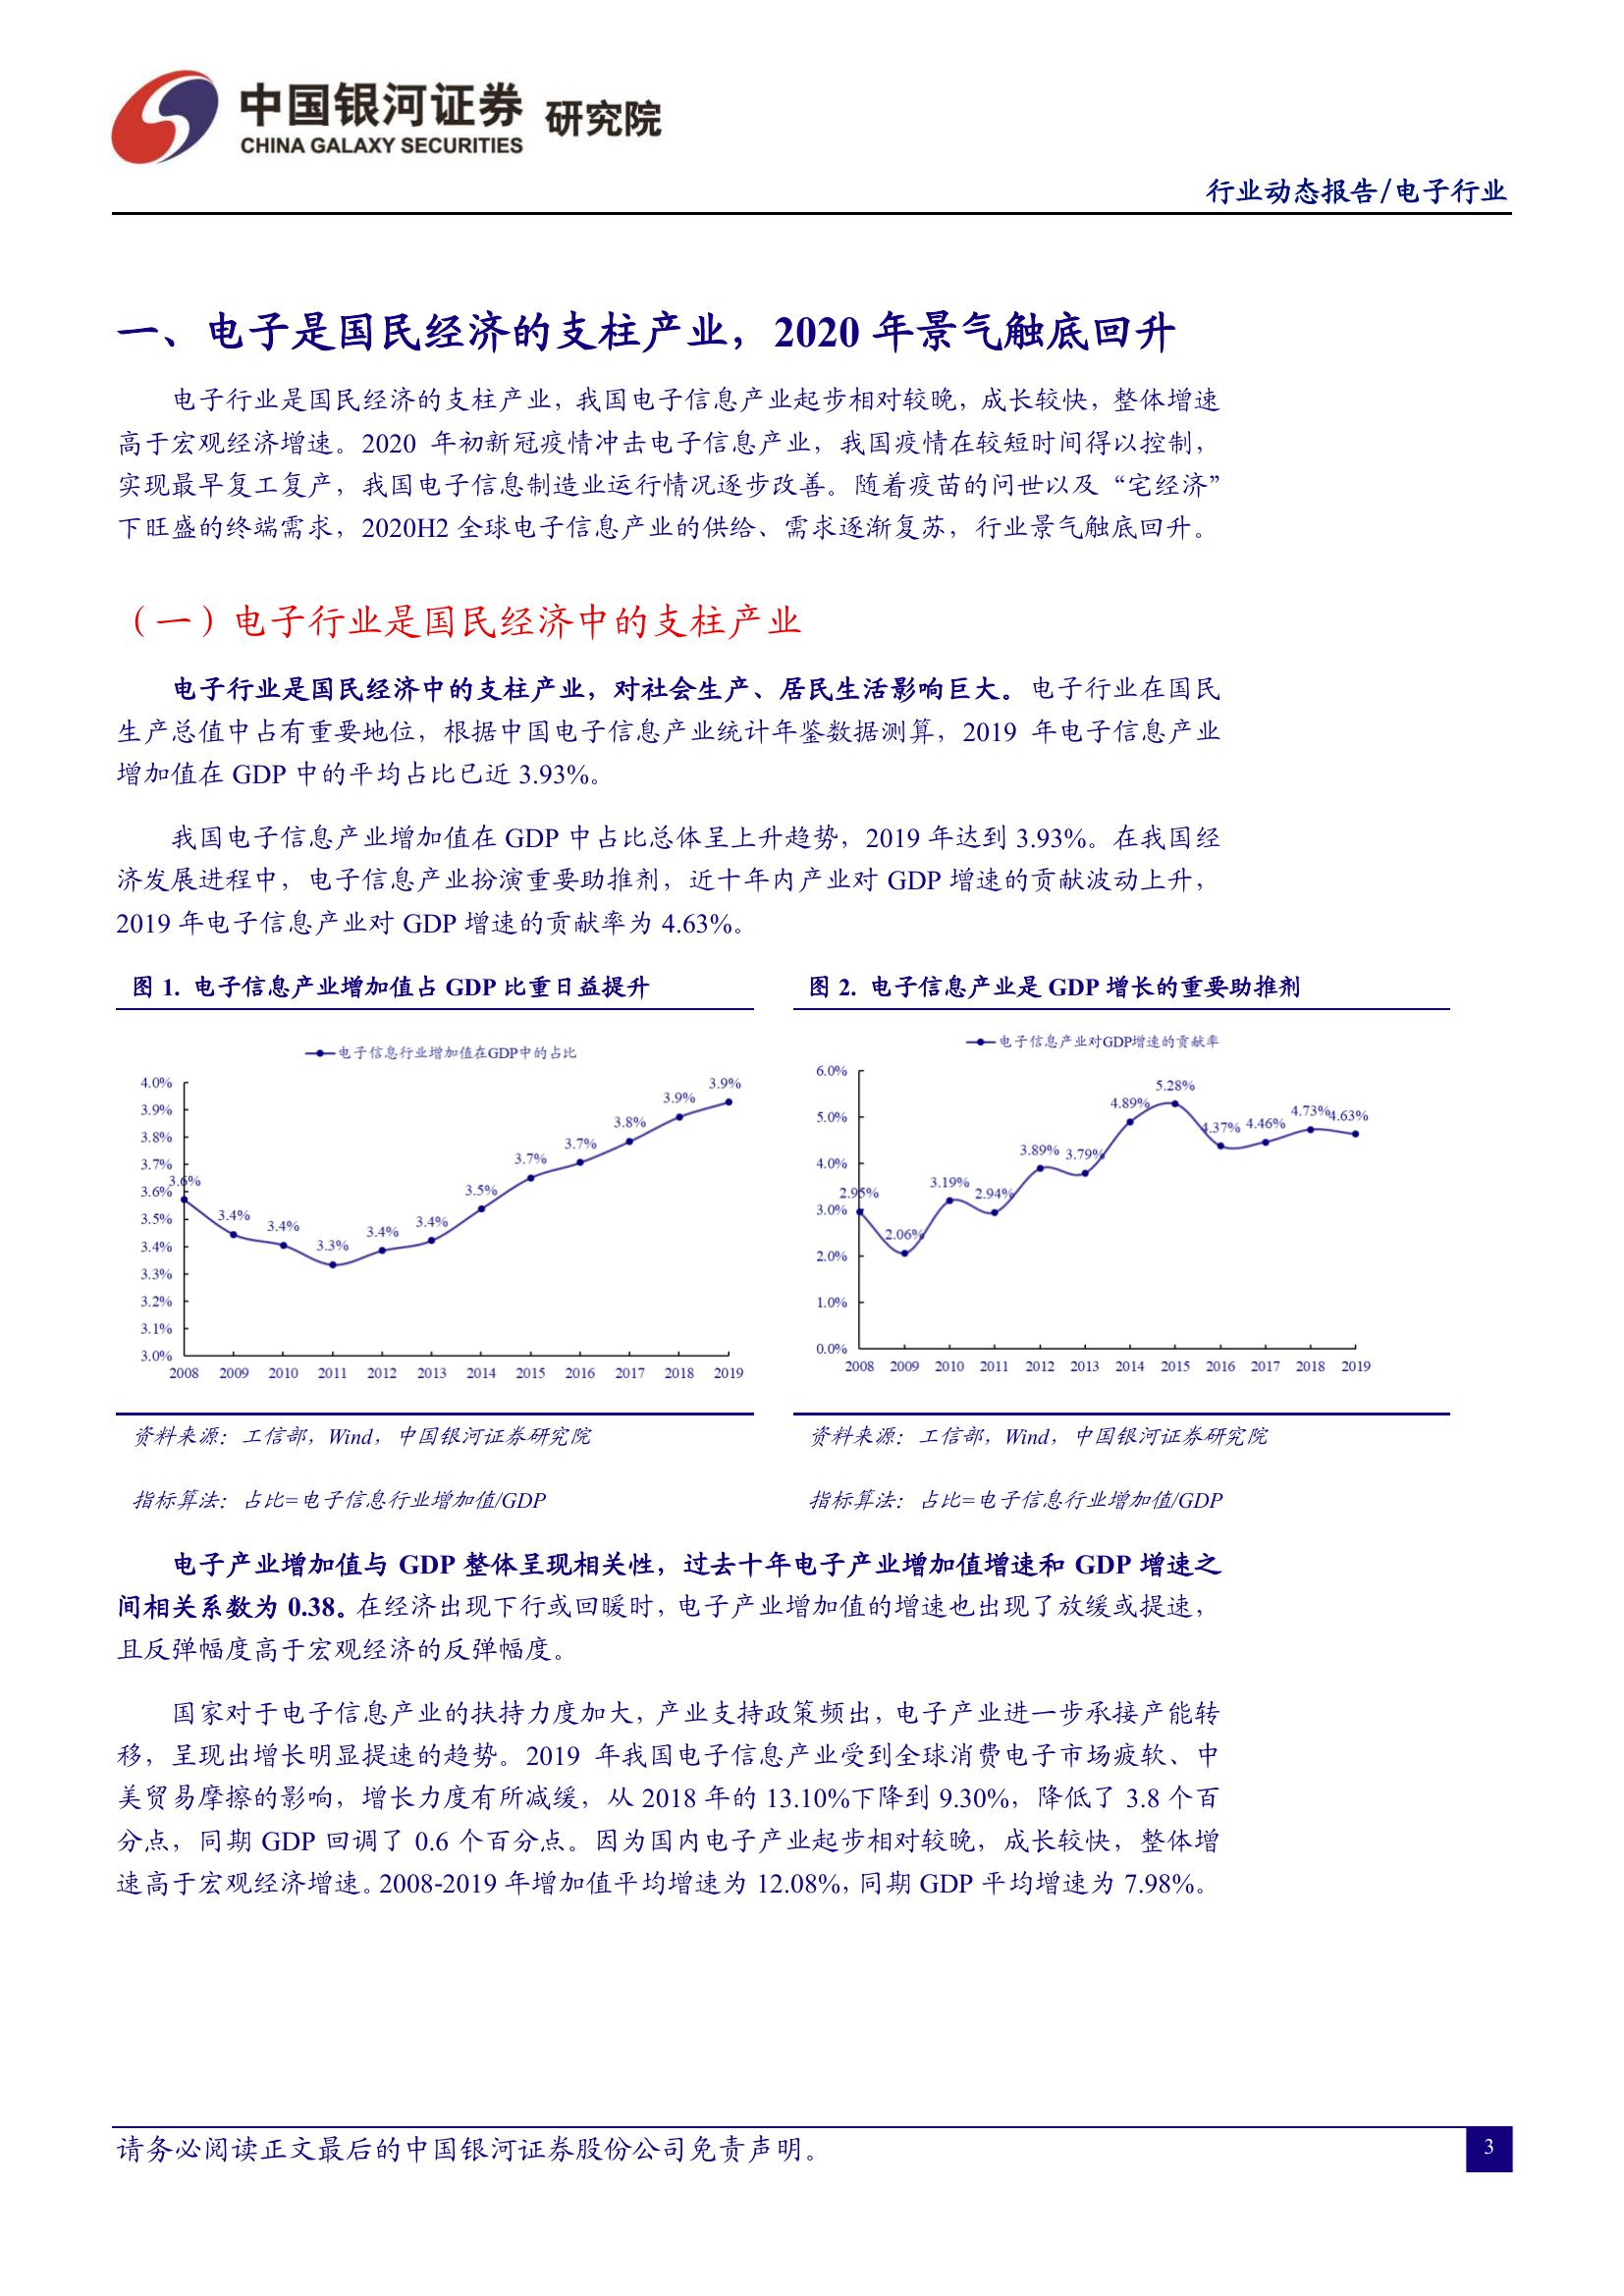 中国银河证券 研究院
CHINA GALAXY SECURITIES
行业动态报告/电子行业
一、电子是国民经济的支柱产业，2020 年景气触底回升
电子行业是国民经济的支柱产业，我国电子信息产业起步相对较晚，成长较快，整体增速
高于宏观经济增速。2020 年初新冠疫情冲击电子信息产业，我国疫情在较短时间得以控制，
实现最早复工复产，我国电子信息制造业运行情况逐步改善。随着疫苗的问世以及“宅经济”
下旺盛的终端需求，2020H2 全球电子信息产业的供给、需求逐渐复苏，行业景气触底回升。
（一）电子行业是国民经济中的支柱产业
电子行业是国民经济中的支柱产业，对社会生产、居民生活影响巨大。电子行业在国民
生产总值中占有重要地位，根据中国电子信息产业统计年鉴数据测算，2019 年电子信息产业
增加值在 GDP 中的平均占比已近 3.93%。
我国电子信息产业增加值在 GDP 中占比总体呈上升趋势，2019 年达到 3.93%。在我国经
济发展进程中，电子信息产业扮演重要助推剂，近十年内产业对 GDP 增速的贡献波动上升，
2019 年电子信息产业对 GDP 增速的贡献率为 4.63%。
图 1. 电子信息产业增加值占 GDP 比重日益提升
电子信息行业增加值在GDP中的占比
4.0%
3.9%
3.8%
3.7%
3.6%
3.5%
3.4%
3.3%
3.2%
3.1%
3.0%
3.6%
3.4%
3.4%
3.3%
3.4%
3.4%
3.5%
3.7%
3.7%
3.8%
3.9%
3.9%
2008 2009 2010 2011 2012 2013 2014 2015 2016 2017 2018 2019
资料来源：工信部，Wind，中国银河证券研究院
指标算法：占比=电子信息行业增加值/GDP
图 2. 电子信息产业是 GDP 增长的重要助推剂
电子信息产业对GDP增速的贡献率
6.0%
5.0%
4.0%
3.0%
2.0%
1.0%
0.0%
2.95%
2.06%
3.19%
2.94%
3.89%
3.79%
4.89%
5.28%
4.37%
4.46%
4.73%
4.63%
2008 2009 2010 2011 2012 2013 2014 2015 2016 2017 2018 2019
资料来源：工信部，Wind，中国银河证券研究院
指标算法：占比=电子信息行业增加值/GDP
电子产业增加值与 GDP 整体呈现相关性，过去十年电子产业增加值增速和 GDP 增速之
间相关系数为 0.38。在经济出现下行或回暖时，电子产业增加值的增速也出现了放缓或提速，
且反弹幅度高于宏观经济的反弹幅度。
国家对于电子信息产业的扶持力度加大，产业支持政策频出，电子产业进一步承接产能转
移，呈现出增长明显提速的趋势。2019 年我国电子信息产业受到全球消费电子市场疲软、中
美贸易摩擦的影响，增长力度有所减缓，从 2018 年的 13.10%下降到 9.30%，降低了 3.8 个百
分点，同期 GDP 回调了 0.6 个百分点。因为国内电子产业起步相对较晚，成长较快，整体增
速高于宏观经济增速。2008-2019 年增加值平均增速为 12.08%，同期 GDP 平均增速为 7.98%。
请务必阅读正文最后的中国银河证券股份公司免责声明。
3